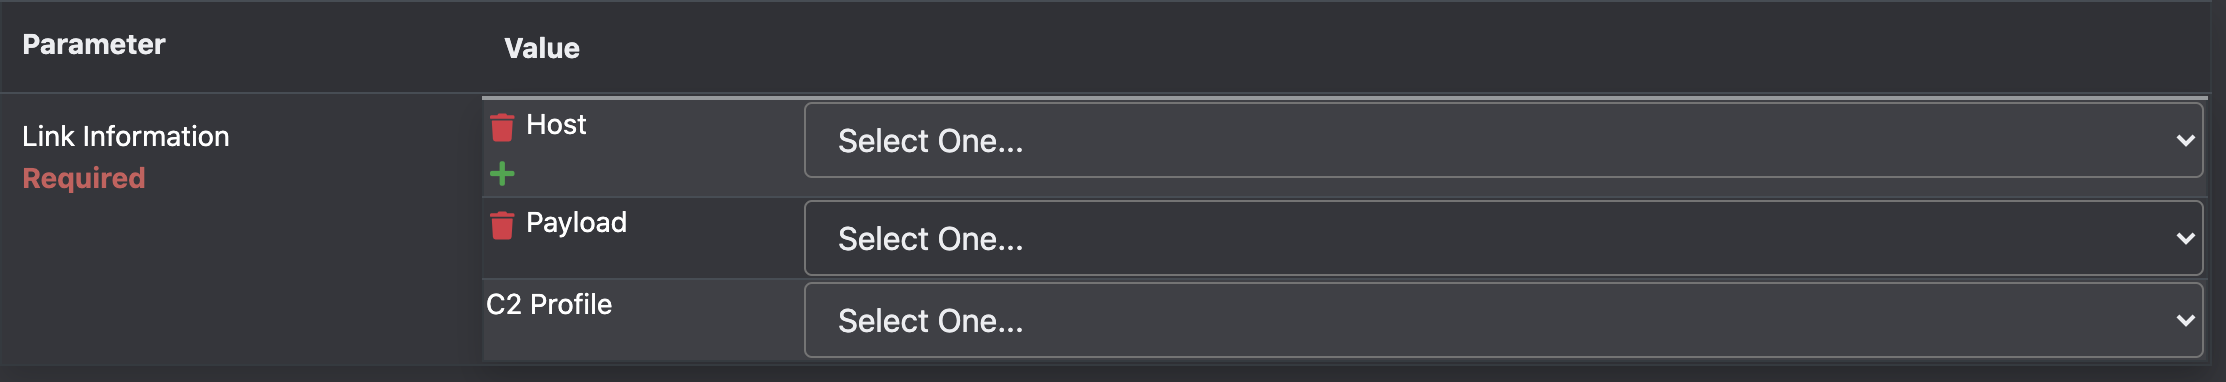 Parameter
Value
Link Information
Required
Host
Select One...
Payload
Select One...
C2 Profile
Select One...